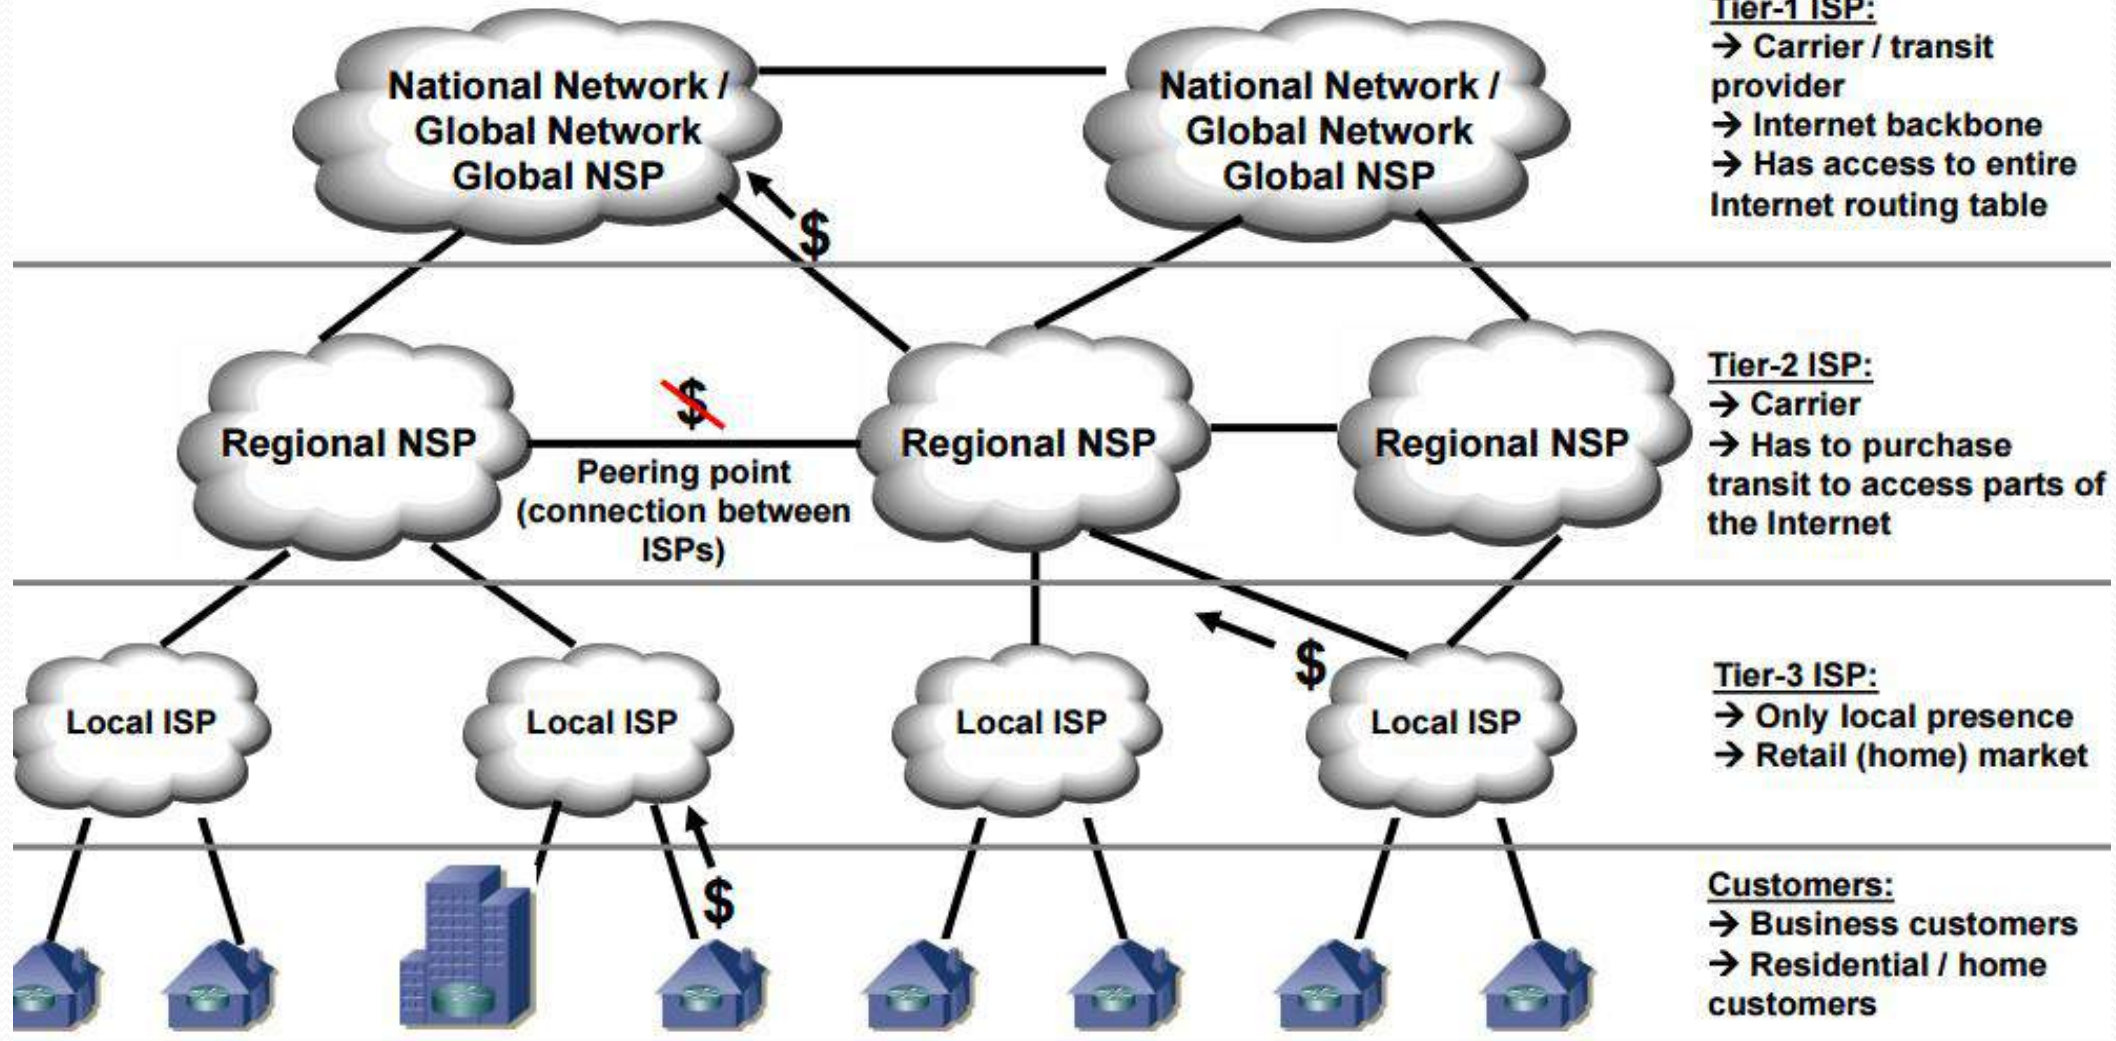 Tier-1 ISP:
→ Carrier / transit
provider
→ Internet backbone
→ Has access to entire
Internet routing table
National Network /
Global Network
Global NSP
National Network /
Global Network
Global NSP
$
Tier-2 ISP:
→ Carrier
→ Has to purchase
transit to access parts of
the Internet
$
Regional NSP
Regional NSP
Regional NSP
Peering point
(connection between
ISPs)
$
Tier-3 ISP:
→ Only local presence
→ Retail (home) market
Local ISP
Local ISP
Local ISP
Local ISP
$
Customers:
→ Business customers
→ Residential / home
customers